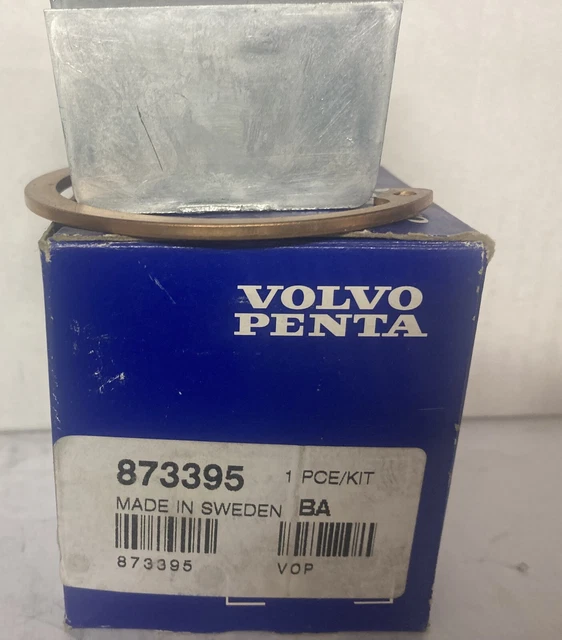 VOLVO
PENTA
873395 1 PCE/KIT
MADE IN SWEDEN BA
873395 VOP